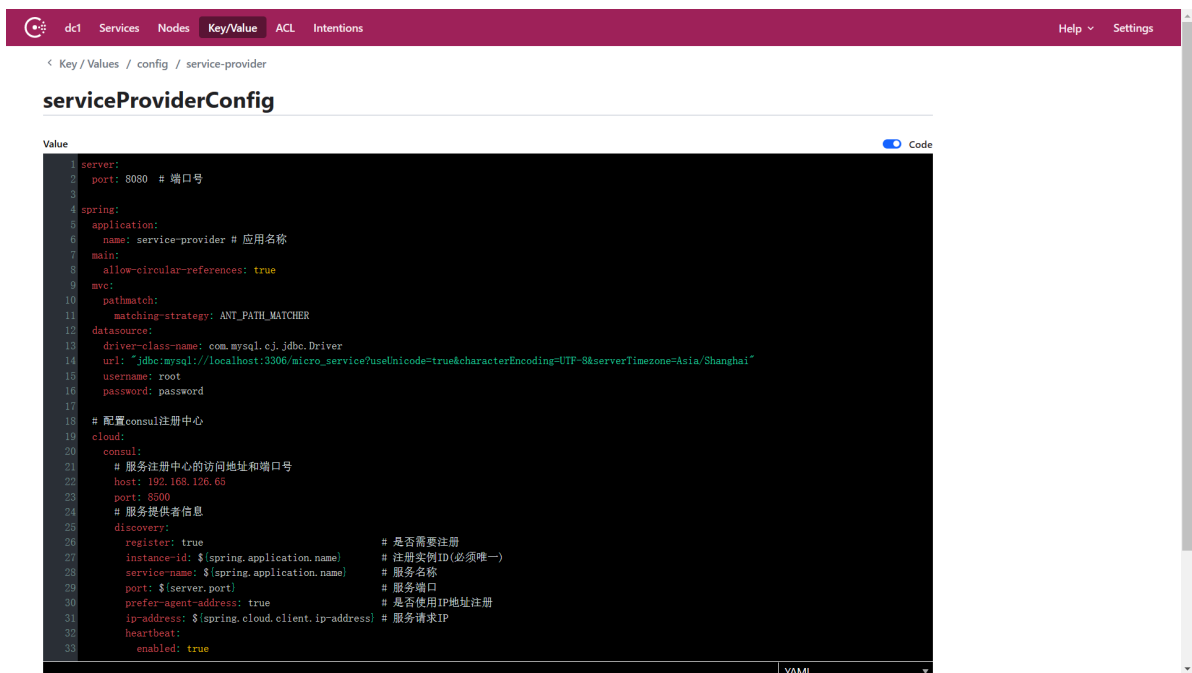 dc1 Services Nodes Key/Value ACL Intentions Help Settings
Key / Values / config / service-provider
serviceProviderConfig
Value Code
1 server:
2   port: 8080  # 端口号
3
4 spring:
5   application:
6     name: service-provider # 应用名称
7   main:
8     allow-circular-references: true
9   mvc:
10     pathmatch:
11       matching-strategy: ANT_PATH_MATCHER
12   datasource:
13     driver-class-name: com.mysql.cj.jdbc.Driver
14     url: "jdbc:mysql://localhost:3306/micro_service?useUnicode=true&characterEncoding=UTF-8&serverTimezone=Asia/Shanghai"
15     username: root
16     password: password
17
18   # 配置consul注册中心
19   cloud:
20     consul:
21       # 服务注册中心的访问地址和端口号
22       host: 192.168.126.65
23       port: 8500
24       # 服务提供者信息
25       discovery:
26         register: true # 是否需要注册
27         instance-id: ${spring.application.name} # 注册实例ID(必须唯一)
28         service-name: ${spring.application.name} # 服务名称
29         port: ${server.port} # 服务端口
30         prefer-agent-address: true # 是否使用IP地址注册
31         ip-address: ${spring.cloud.client.ip-address} # 服务请求IP
32         heartbeat:
33           enabled: true
YAML